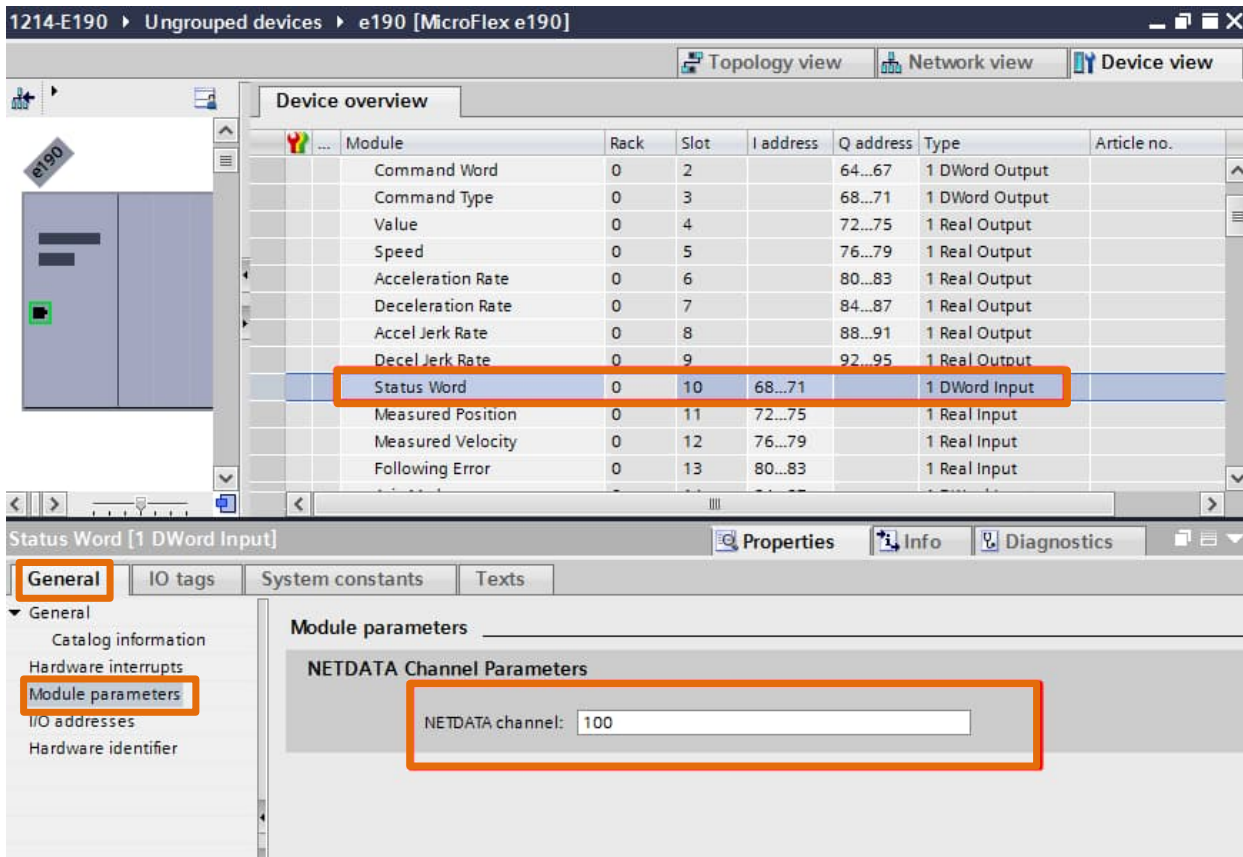 1214-E190 ▸ Ungrouped devices ▸ e190 [MicroFlex e190]
Topology view Network view Device view
Device overview
e190
... Module Rack Slot I address Q address Type Article no.
Command Word 0 2 64...67 1 DWord Output
Command Type 0 3 68...71 1 DWord Output
Value 0 4 72...75 1 Real Output
Speed 0 5 76...79 1 Real Output
Acceleration Rate 0 6 80...83 1 Real Output
Deceleration Rate 0 7 84...87 1 Real Output
Accel Jerk Rate 0 8 88...91 1 Real Output
Decel Jerk Rate 0 9 92...95 1 Real Output
Status Word 0 10 68...71 1 DWord Input
Measured Position 0 11 72...75 1 Real Input
Measured Velocity 0 12 76...79 1 Real Input
Following Error 0 13 80...83 1 Real Input
Status Word [1 DWord Input] Properties Info Diagnostics
General IO tags System constants Texts
General
Catalog information
Hardware interrupts
Module parameters
I/O addresses
Hardware identifier
Module parameters
NETDATA Channel Parameters
NETDATA channel: 100